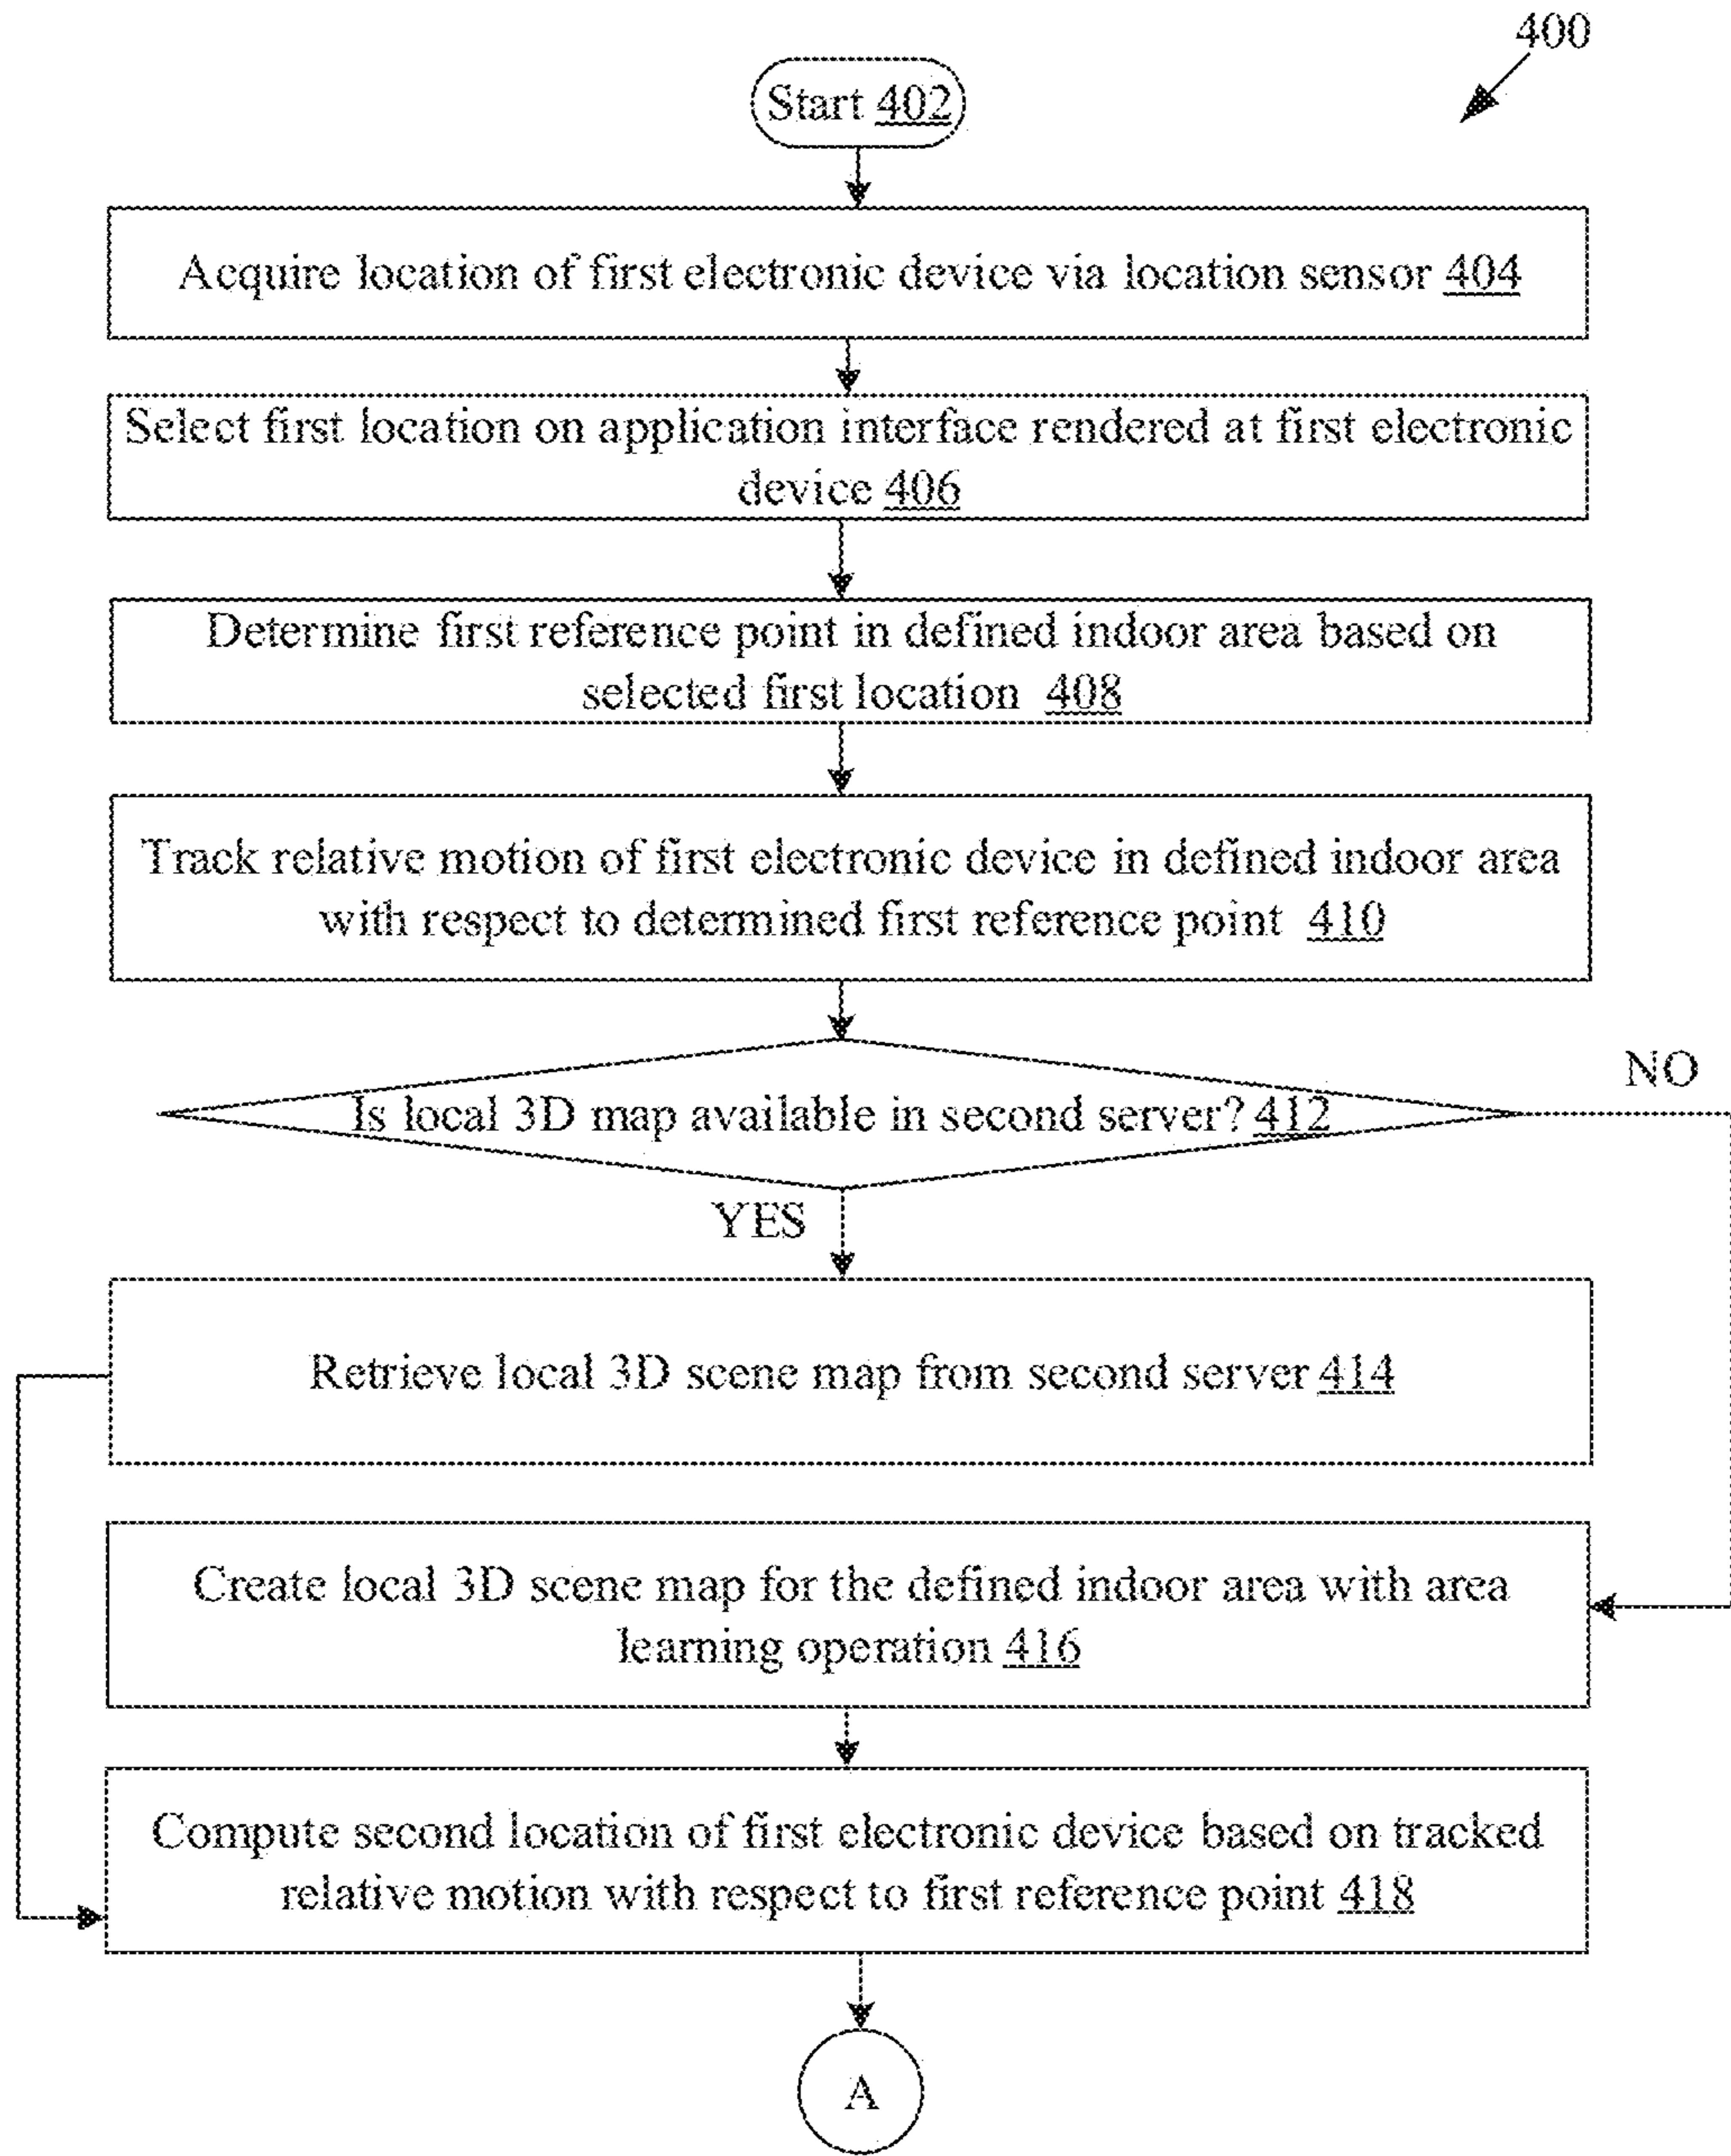 400
Start 402
Acquire location of first electronic device via location sensor 404
Select first location on application interface rendered at first electronic
device 406
Determine first reference point in defined indoor area based on
selected first location 408
Track relative motion of first electronic device in defined indoor area
with respect to determined first reference point 410
NO
Is local 3D map available in second server? 412
YES
Retrieve local 3D scene map from second server 414
Create local 3D scene map for the defined indoor area with area
learning operation 416
Compute second location of first electronic device based on tracked
relative motion with respect to first reference point 418
A